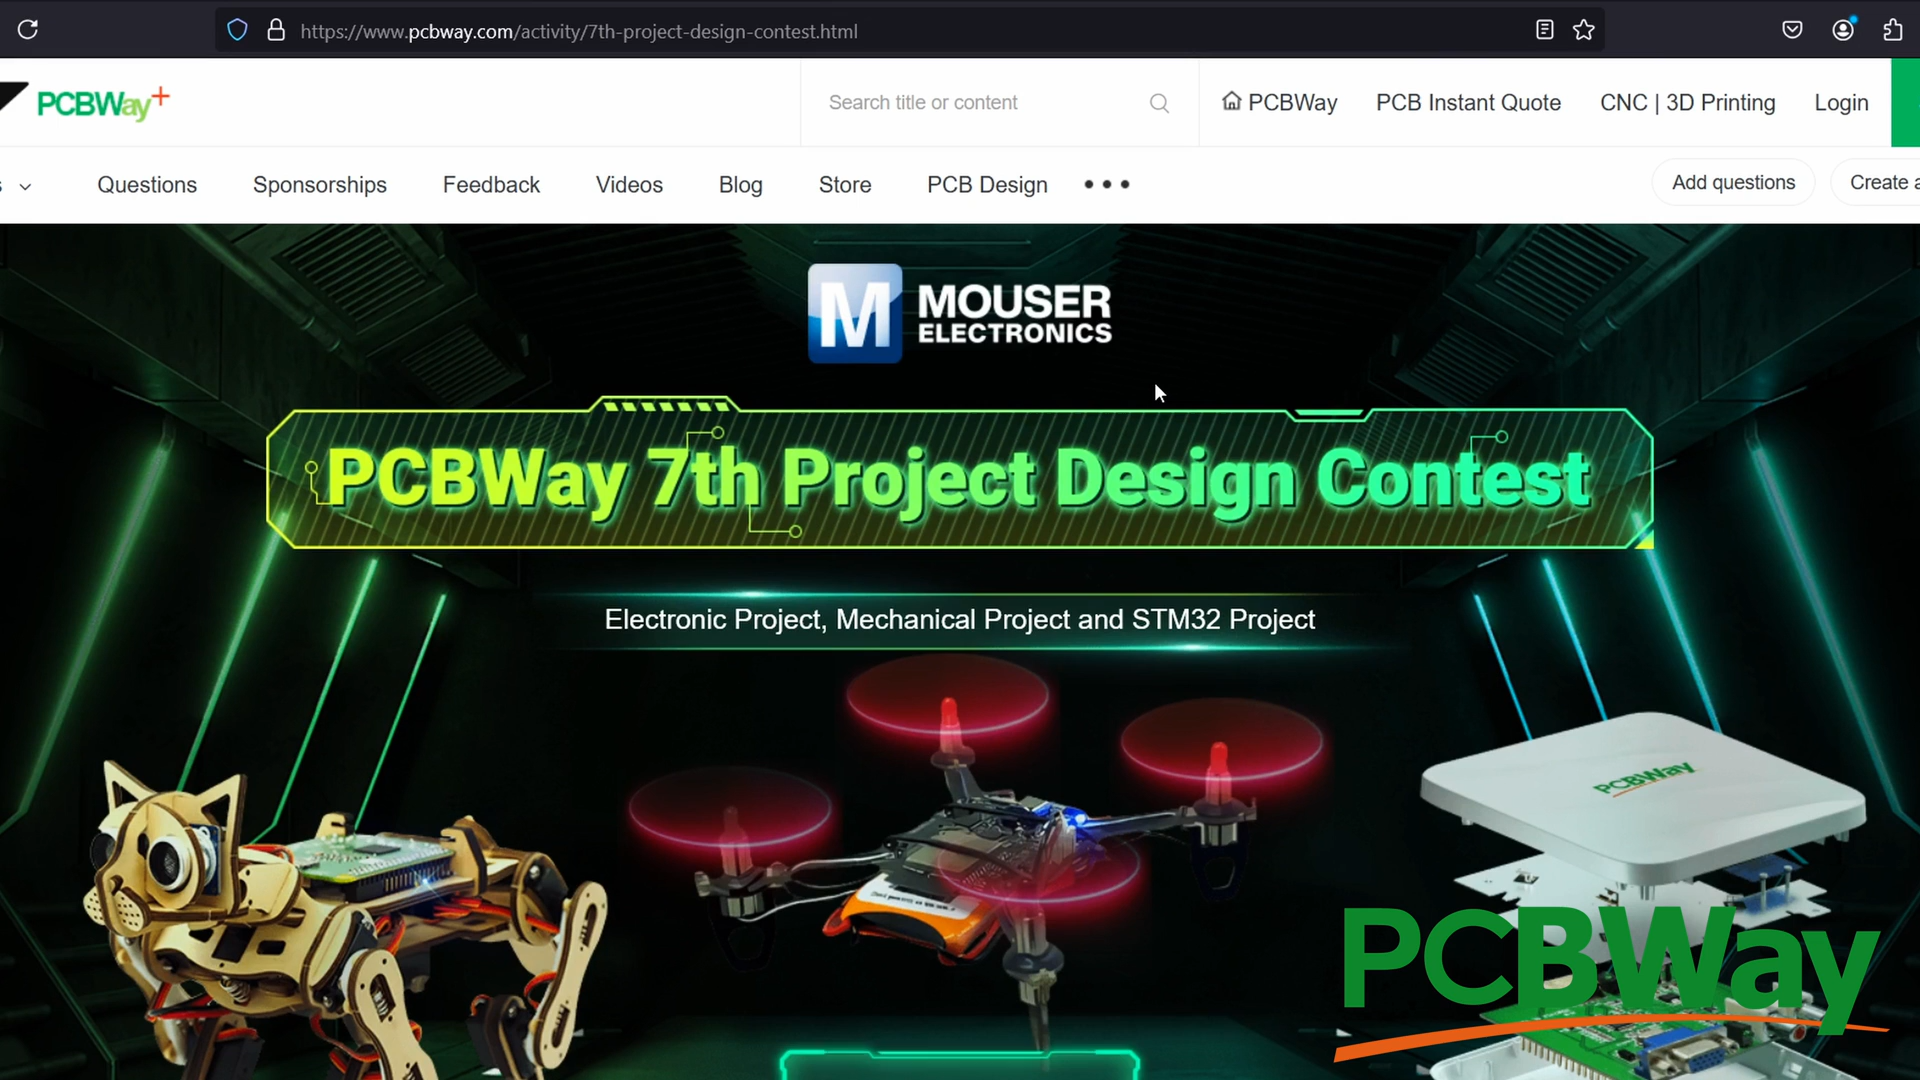 https://www.pcbway.com/activity/7th-project-design-contest.html
PCBWay+
Search title or content
PCBWay
PCB Instant Quote
CNC | 3D Printing
Login
Questions
Sponsorships
Feedback
Videos
Blog
Store
PCB Design
Add questions
Create a
M MOUSER
ELECTRONICS
PCBWay 7th Project Design Contest
Electronic Project, Mechanical Project and STM32 Project
PCBWay
PCBWay